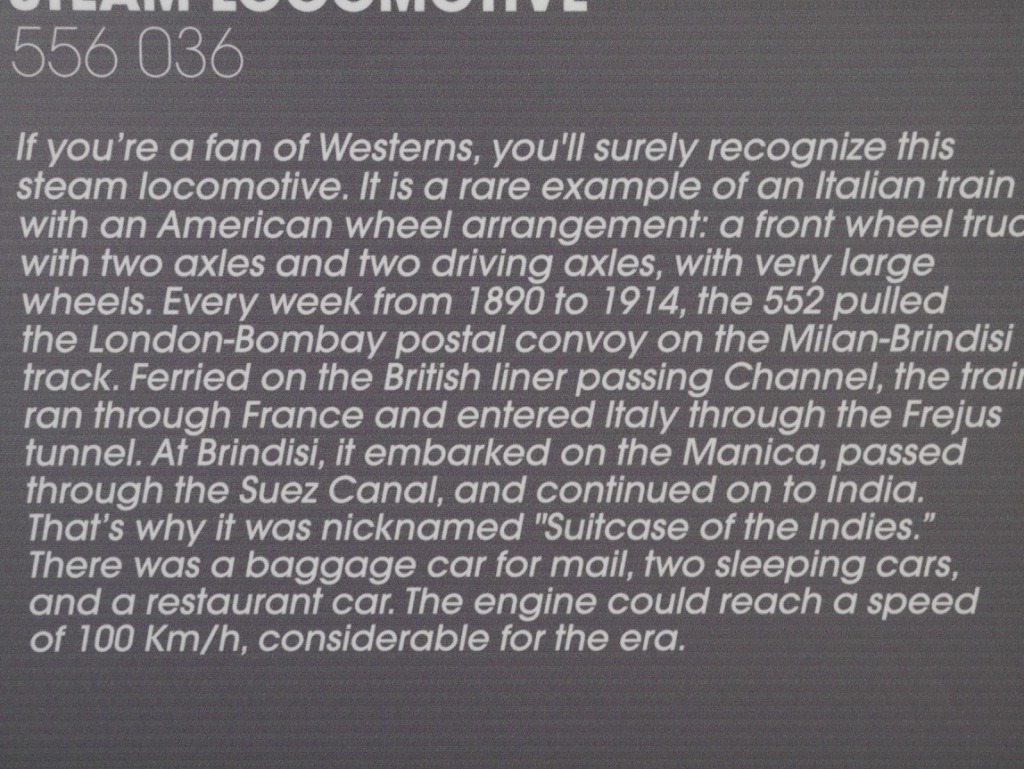 STEAM LOCOMOTIVE
556 036
If you're a fan of Westerns, you'll surely recognize this
steam locomotive. It is a rare example of an Italian train
with an American wheel arrangement: a front wheel truc
with two axles and two driving axles, with very large
wheels. Every week from 1890 to 1914, the 552 pulled
the London-Bombay postal convoy on the Milan-Brindisi
track. Ferried on the British liner passing Channel, the train
ran through France and entered Italy through the Frejus
tunnel. At Brindisi, it embarked on the Manica, passed
through the Suez Canal, and continued on to India.
That's why it was nicknamed "Suitcase of the Indies.”
There was a baggage car for mail, two sleeping cars,
and a restaurant car. The engine could reach a speed
of 100 Km/h, considerable for the era.